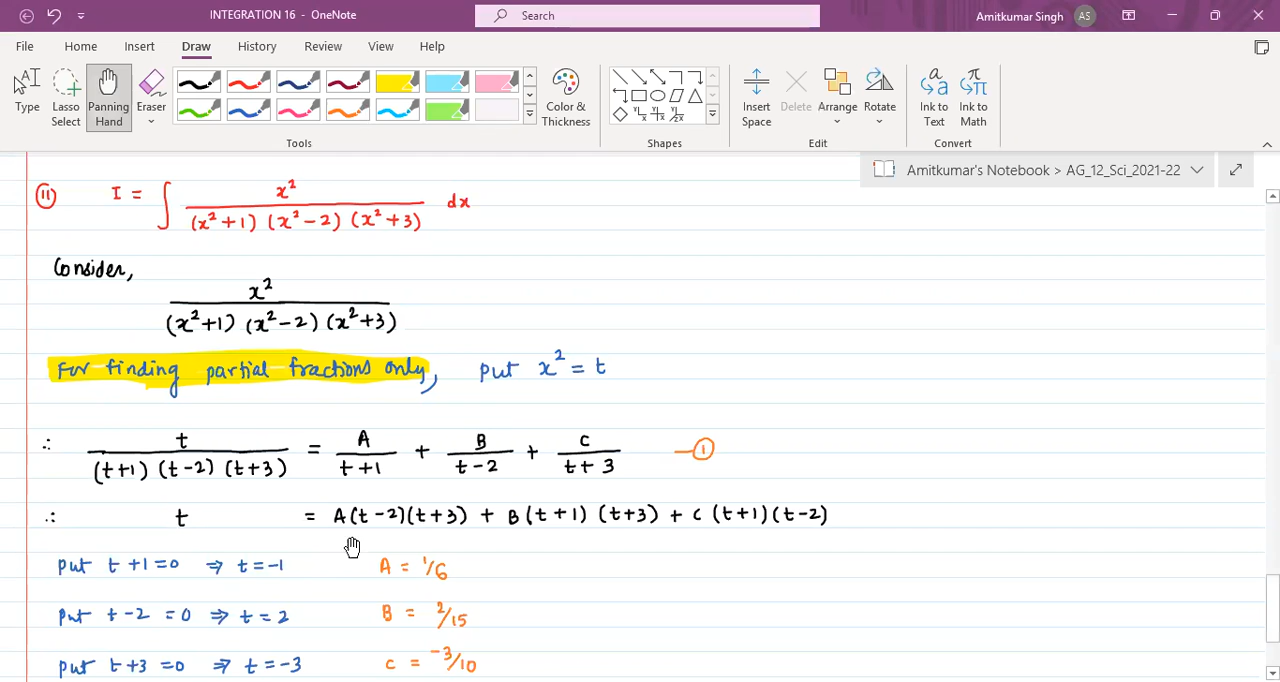 INTEGRATION 16 - OneNote
Search
Amitkumar Singh AS
File Home Insert Draw History Review View Help
Type Lasso Select Panning Hand Eraser Color & Thickness Insert Space Delete Arrange Rotate Ink to Text Ink to Math
Tools Shapes Edit Convert
Amitkumar's Notebook > AG_12_Sci_2021-22
⑪ I = ∫ x² / (x²+1) (x²-2) (x²+3) dx
Consider,
x² / (x²+1) (x²-2) (x²+3)
For finding partial fractions only, put x² = t
∴ t / (t+1) (t-2) (t+3) = A / t+1 + B / t-2 + C / t+3 —①
∴ t = A(t-2)(t+3) + B(t+1) (t+3) + C (t+1)(t-2)
Put t+1=0 ⇒ t=-1 A = 1/6
Put t-2=0 ⇒ t=2 B = 2/15
Put t+3=0 ⇒ t=-3 C = -3/10